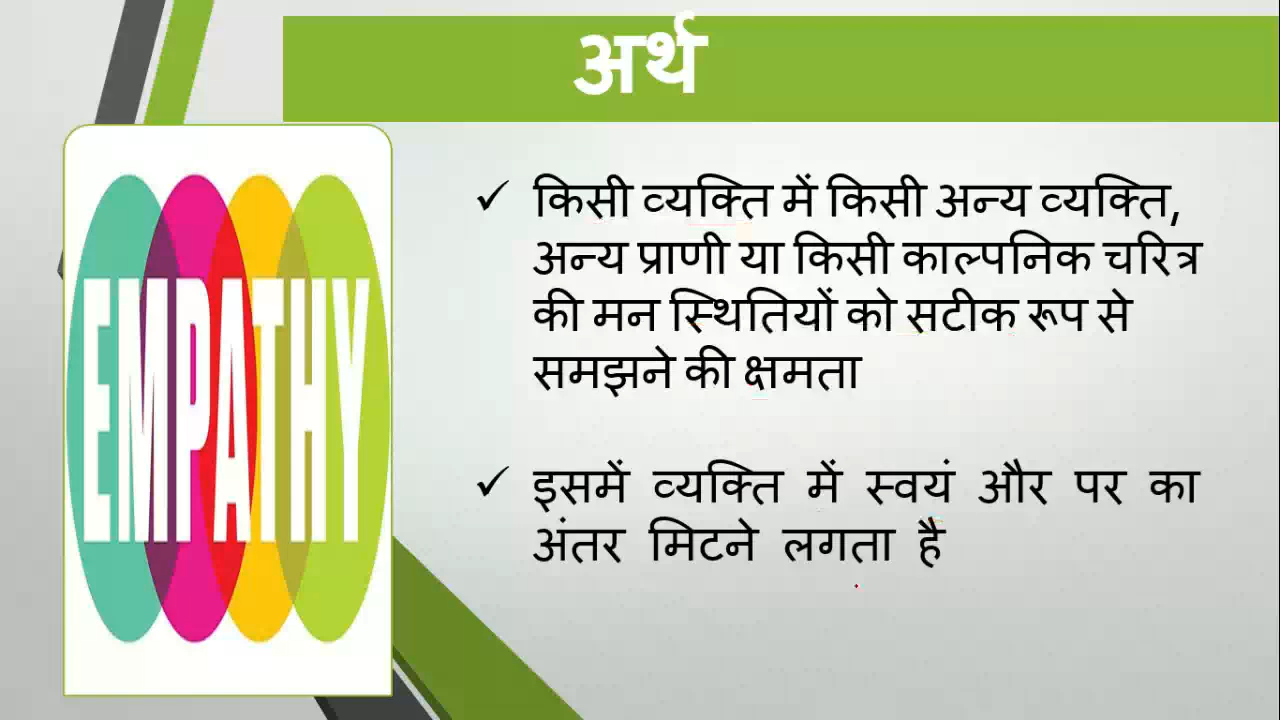 अर्थ
EMPATHY
✓ किसी व्यक्ति में किसी अन्य व्यक्ति,
अन्य प्राणी या किसी काल्पनिक चरित्र
की मन स्थितियों को सटीक रूप से
समझने की क्षमता
✓ इसमें व्यक्ति में स्वयं और पर का
अंतर मिटने लगता है